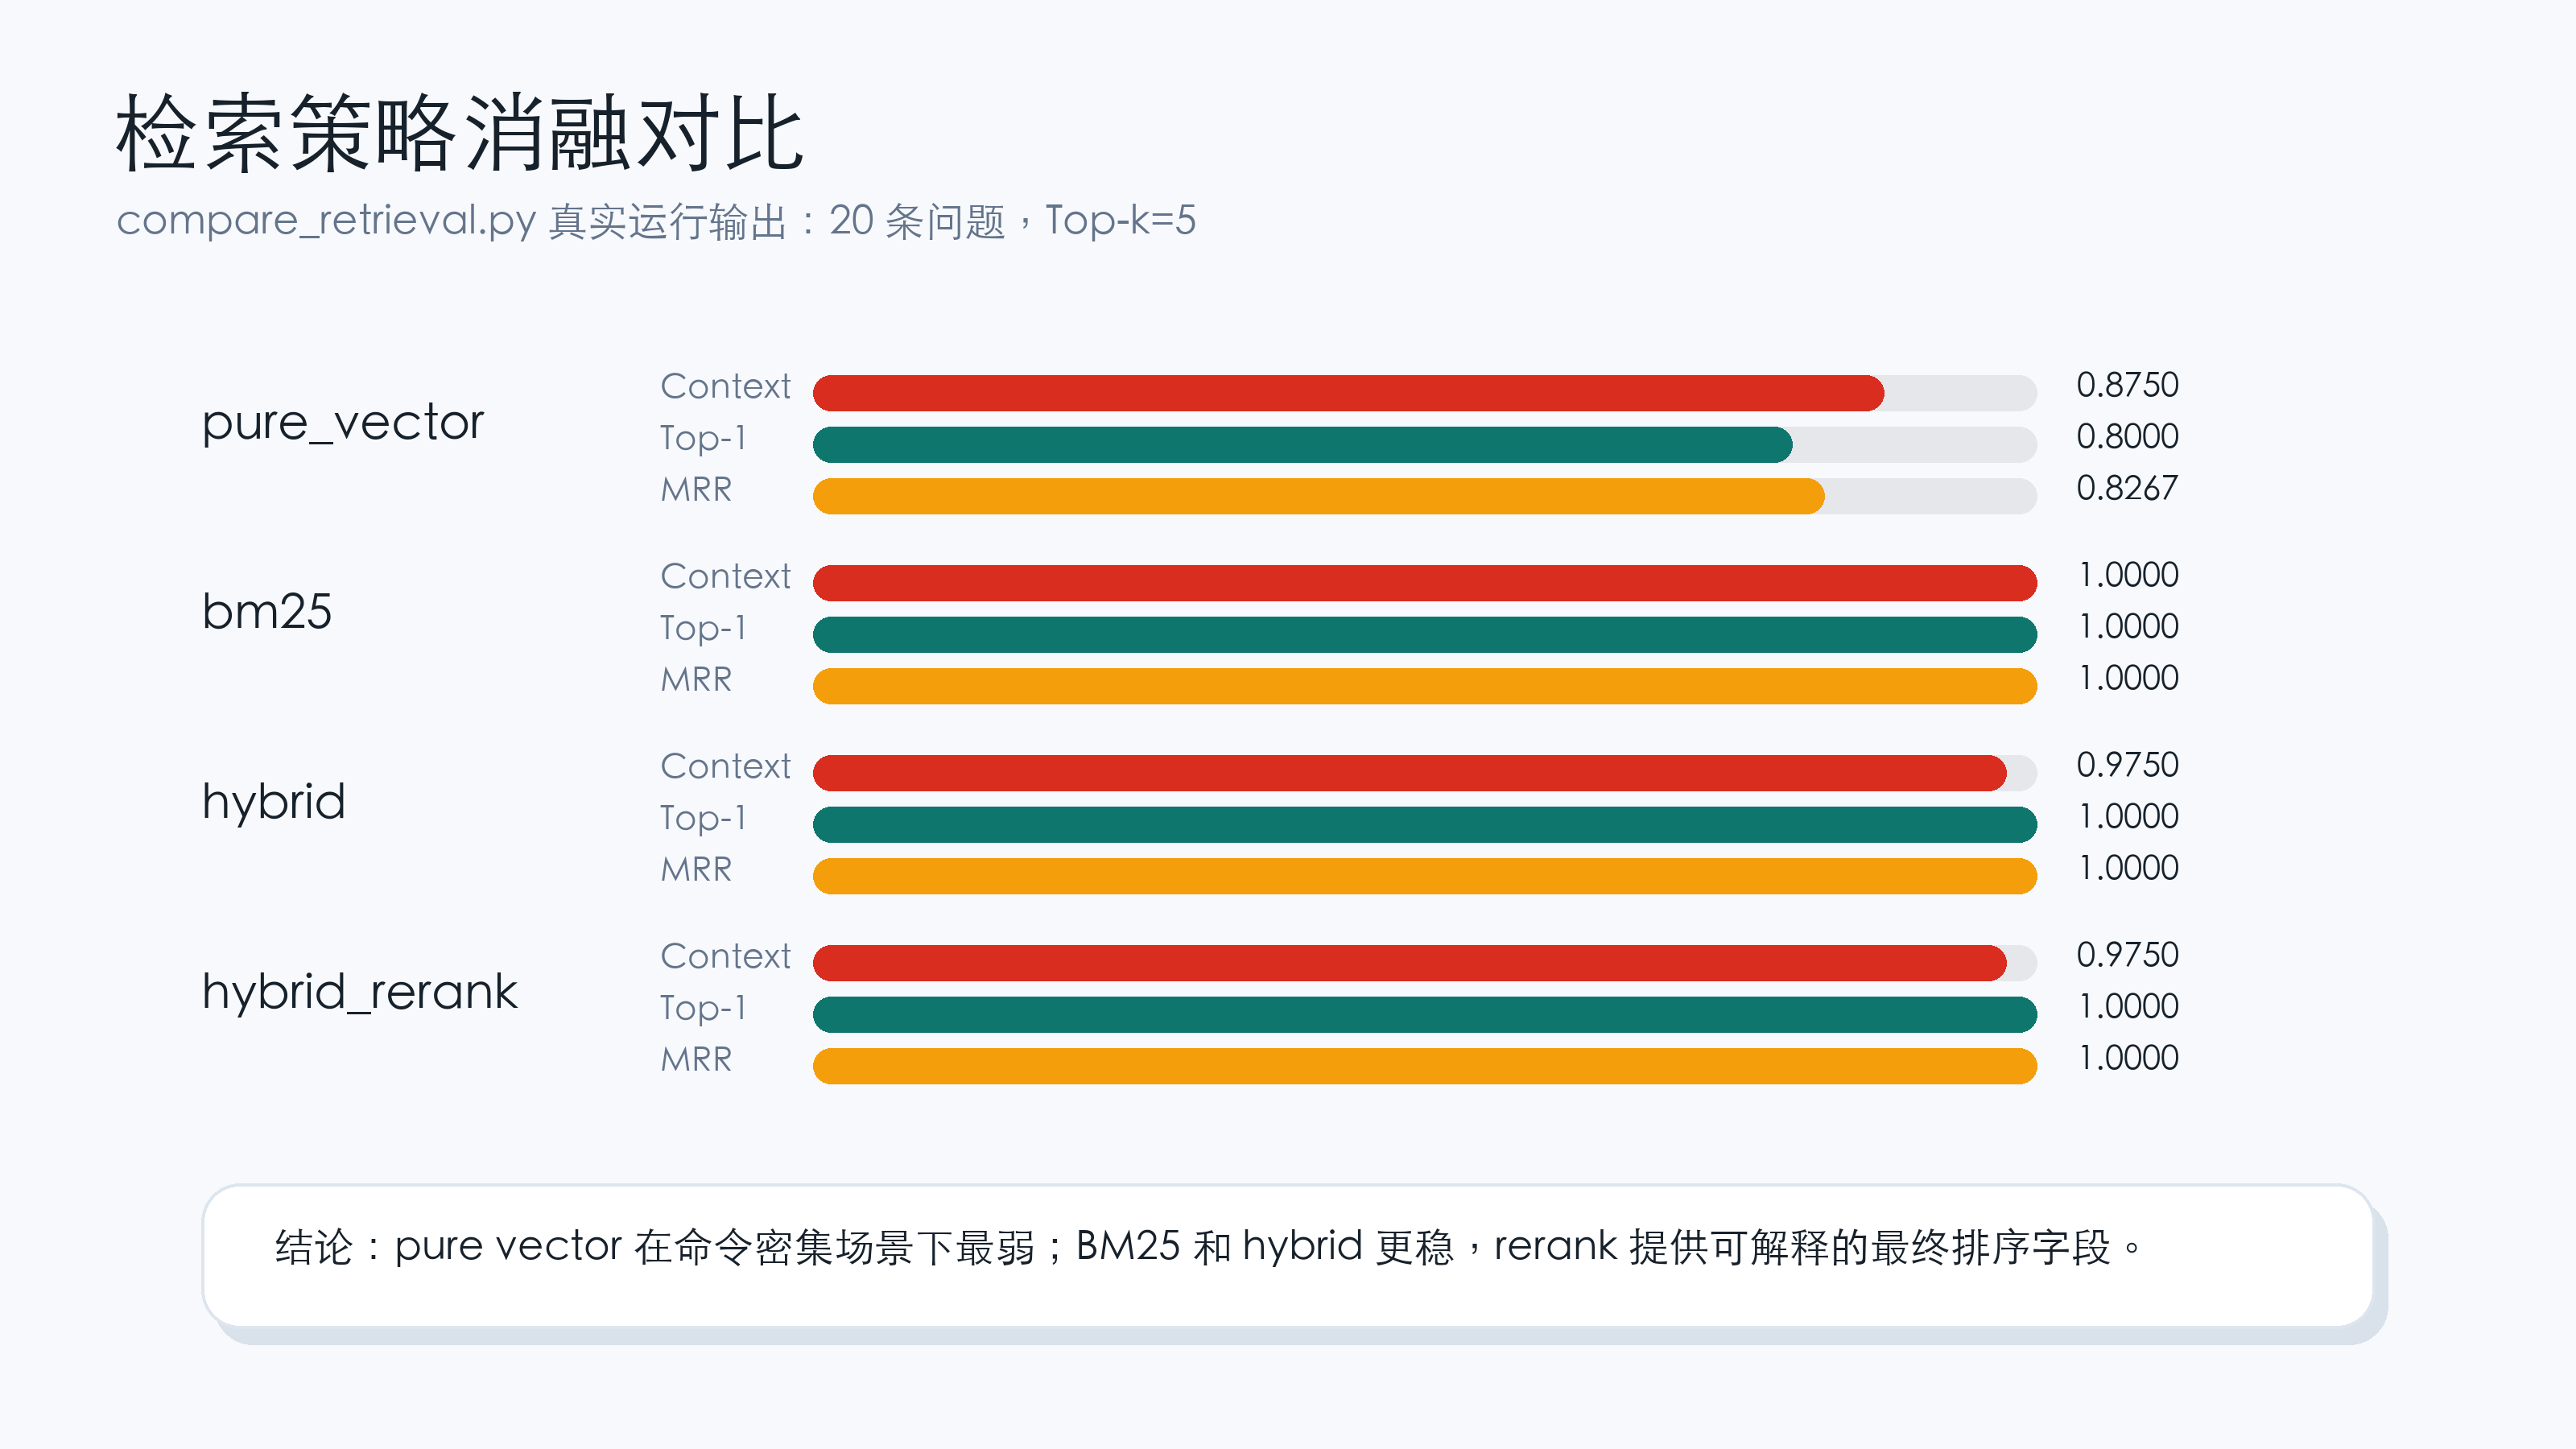 检索策略消融对比
compare_retrieval.py 真实运行输出：20 条问题，Top-k=5
pure_vector
Context 0.8750
Top-1 0.8000
MRR 0.8267
bm25
Context 1.0000
Top-1 1.0000
MRR 1.0000
hybrid
Context 0.9750
Top-1 1.0000
MRR 1.0000
hybrid_rerank
Context 0.9750
Top-1 1.0000
MRR 1.0000
结论：pure vector 在命令密集场景下最弱；BM25 和 hybrid 更稳，rerank 提供可解释的最终排序字段。